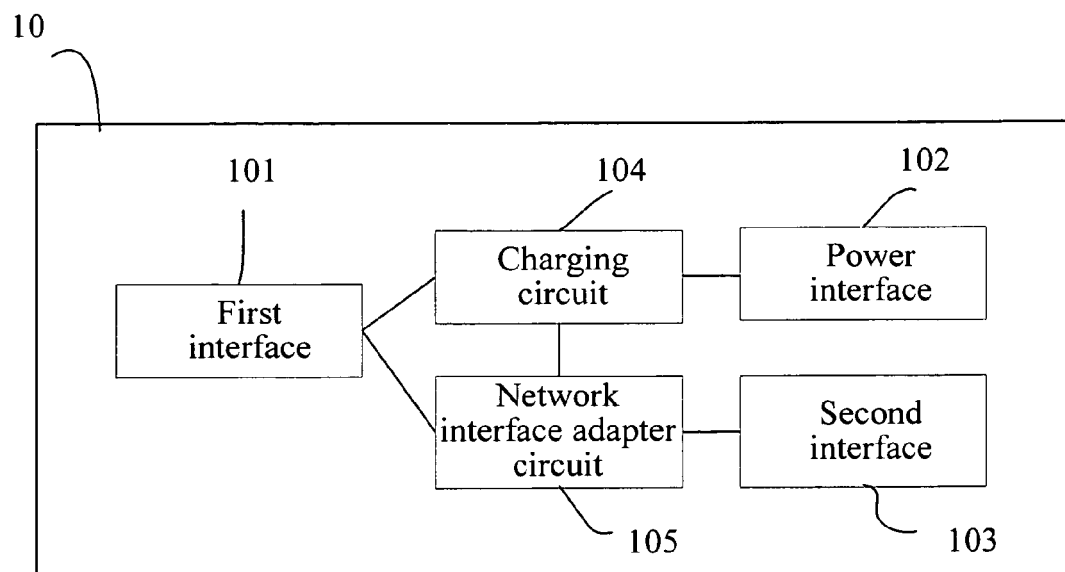 10
101
104
102
Charging
circuit
Power
interface
First
interface
Network
interface adapter
circuit
Second
interface
105
103